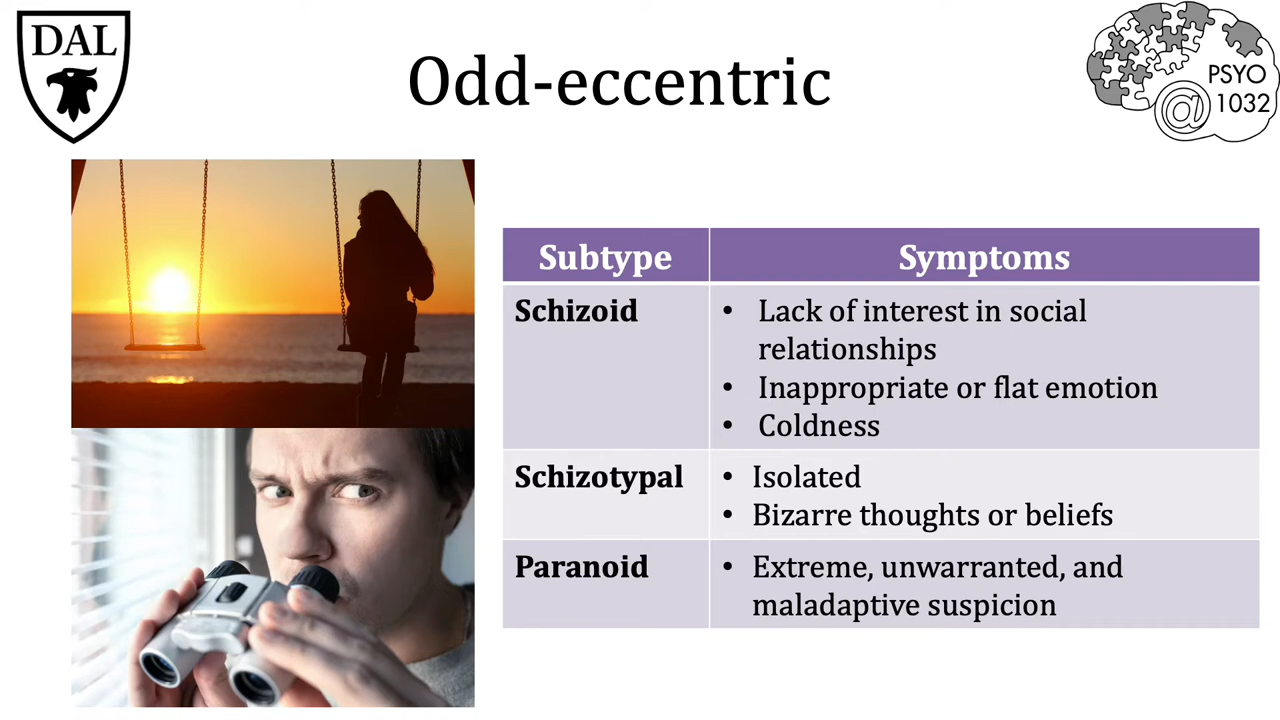 DAL
Odd-eccentric
PSYO
@ 1032
Subtype
Symptoms
Schizoid
• Lack of interest in social
relationships
• Inappropriate or flat emotion
• Coldness
Schizotypal
• Isolated
• Bizarre thoughts or beliefs
Paranoid
• Extreme, unwarranted, and
maladaptive suspicion